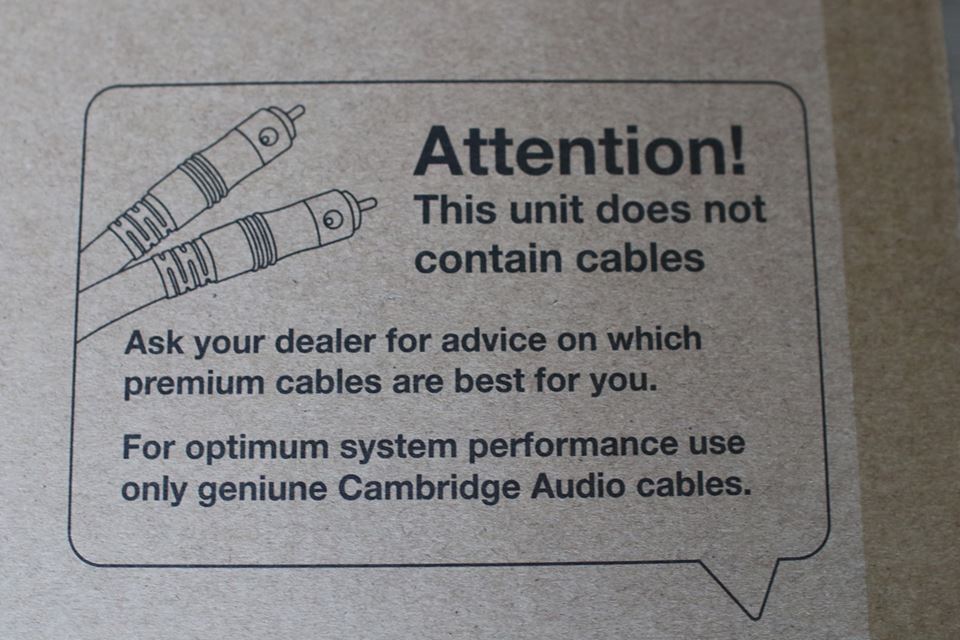 Attention!
This unit does not
contain cables
Ask your dealer for advice on which
premium cables are best for you.
For optimum system performance use
only geniune Cambridge Audio cables.